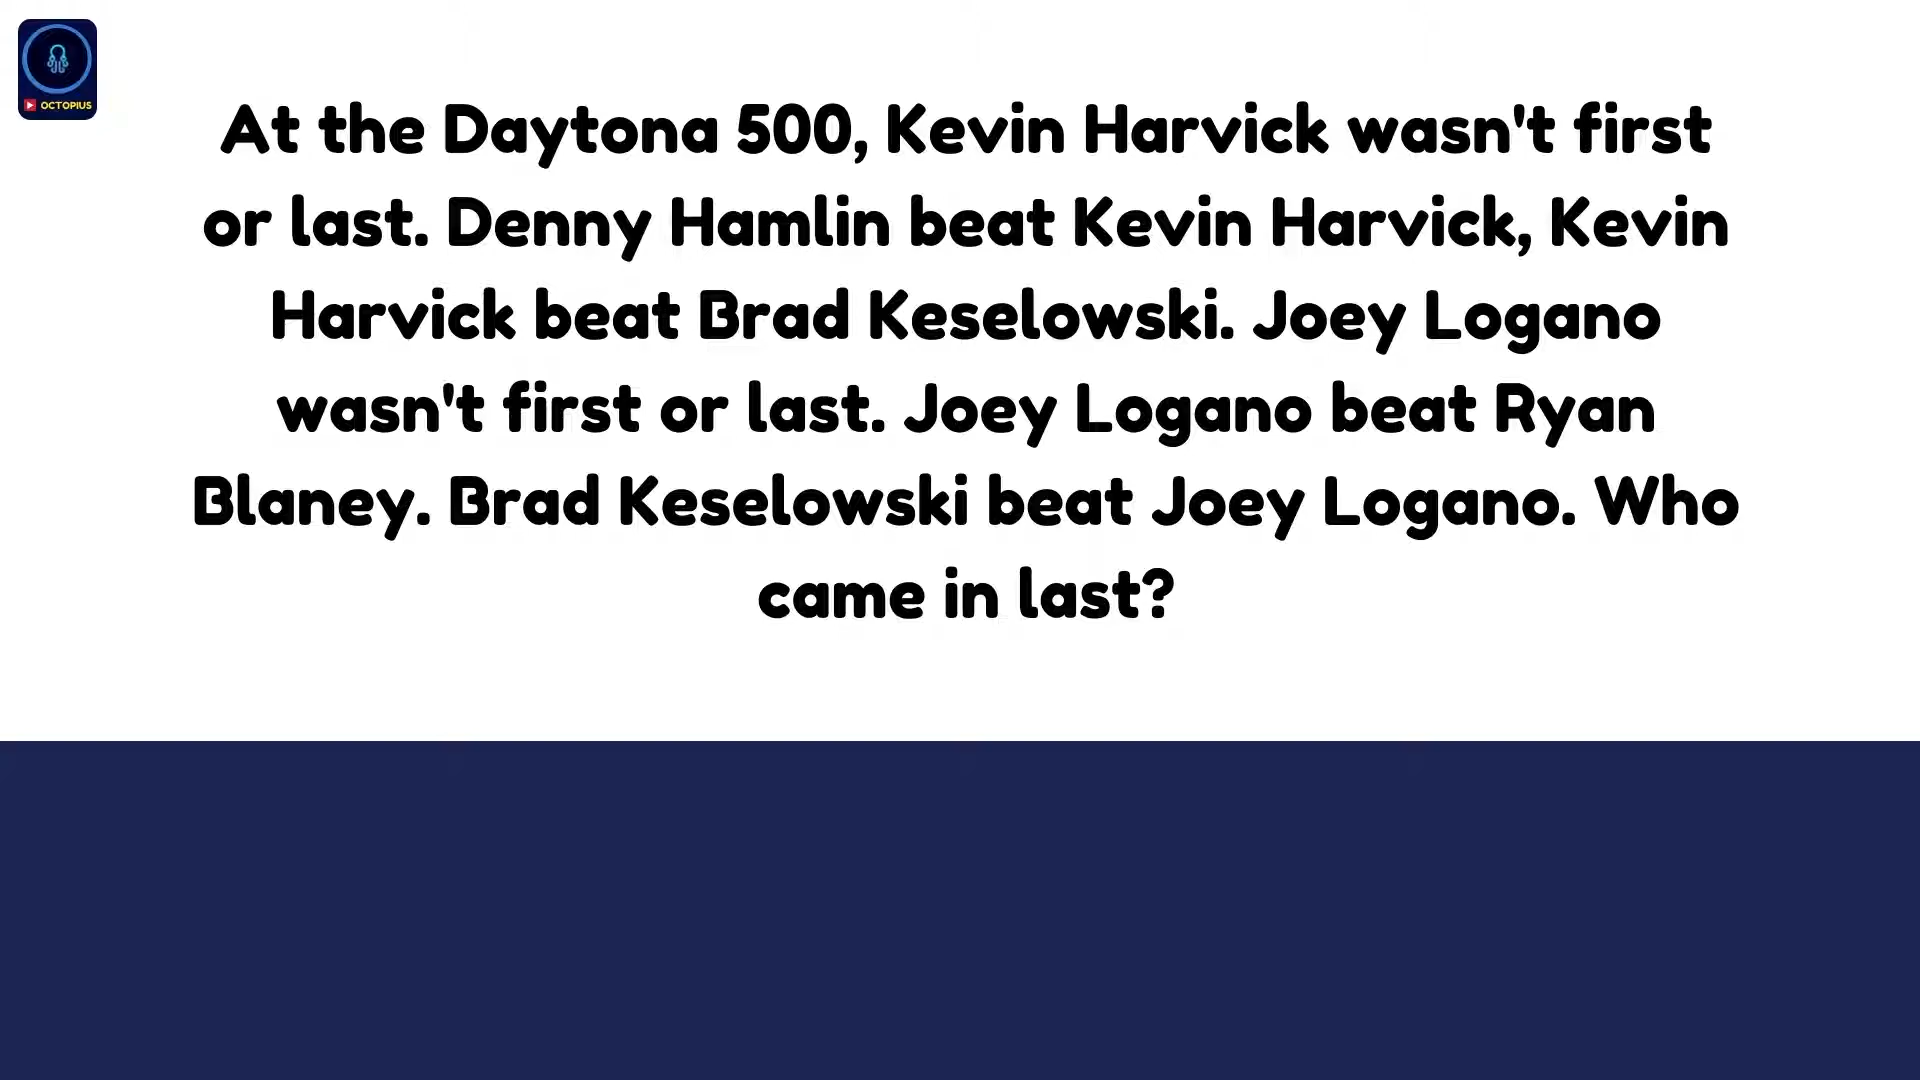 OCTOPIUS
At the Daytona 500, Kevin Harvick wasn't first
or last. Denny Hamlin beat Kevin Harvick, Kevin
Harvick beat Brad Keselowski. Joey Logano
wasn't first or last. Joey Logano beat Ryan
Blaney. Brad Keselowski beat Joey Logano. Who
came in last?